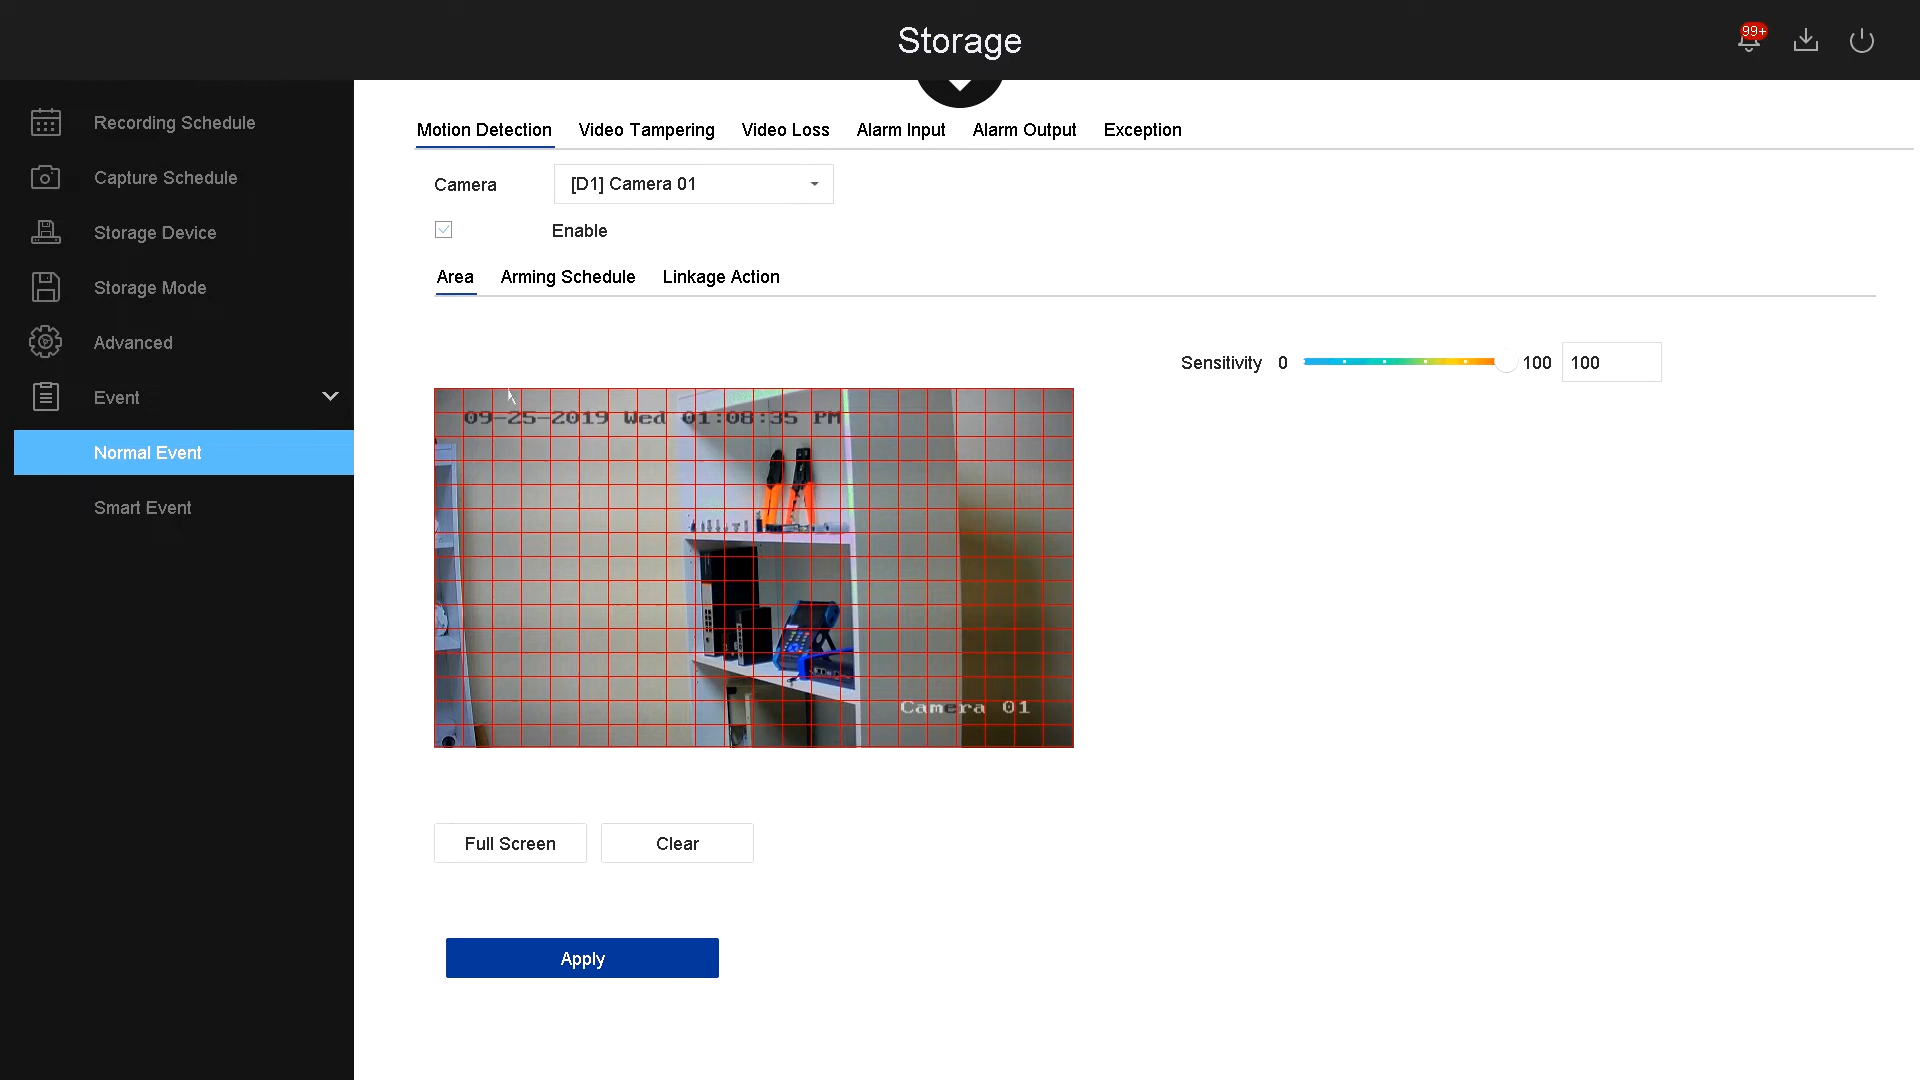 Storage
99+
Recording Schedule
Capture Schedule
Storage Device
Storage Mode
Advanced
Event
Normal Event
Smart Event
Motion Detection Video Tampering Video Loss Alarm Input Alarm Output Exception
Camera [D1] Camera 01
Enable
Area Arming Schedule Linkage Action
Sensitivity 0 100 100
09-25-2019 Wed 01:08:35 PM
Camera 01
Full Screen Clear
Apply